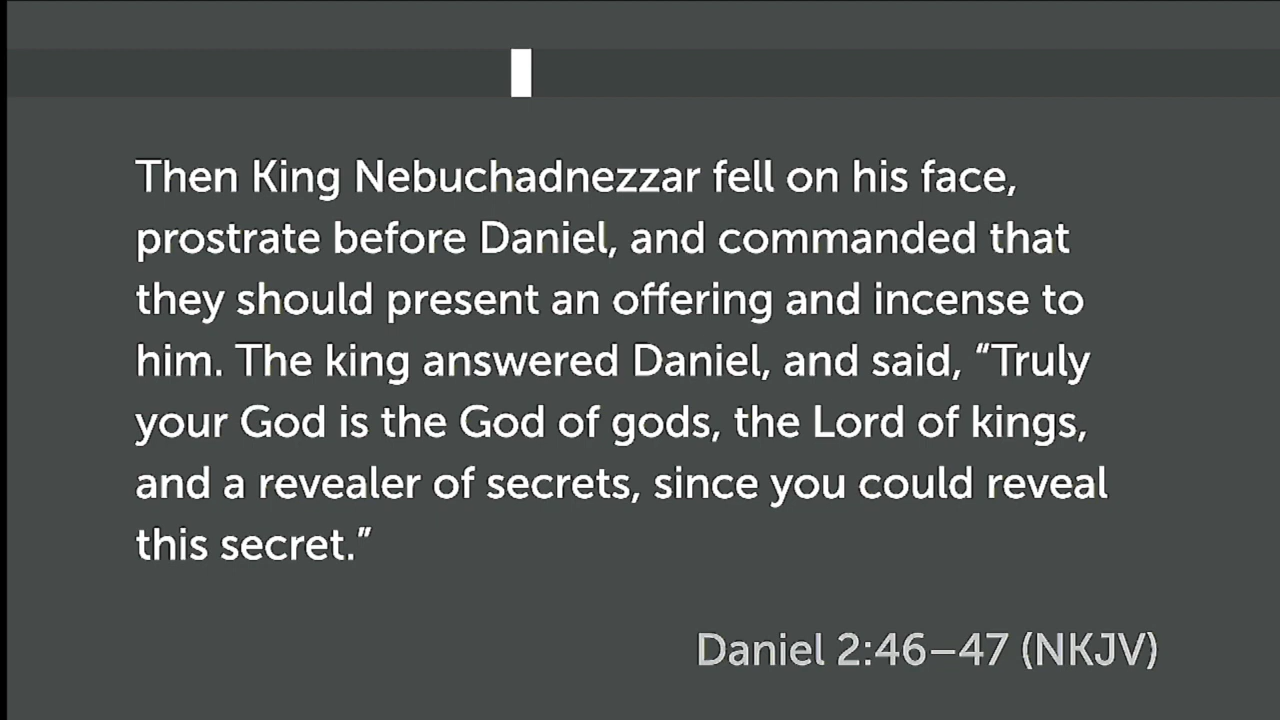 Then King Nebuchadnezzar fell on his face,
prostrate before Daniel, and commanded that
they should present an offering and incense to
him. The king answered Daniel, and said, “Truly
your God is the God of gods, the Lord of kings,
and a revealer of secrets, since you could reveal
this secret.”
Daniel 2:46–47 (NKJV)